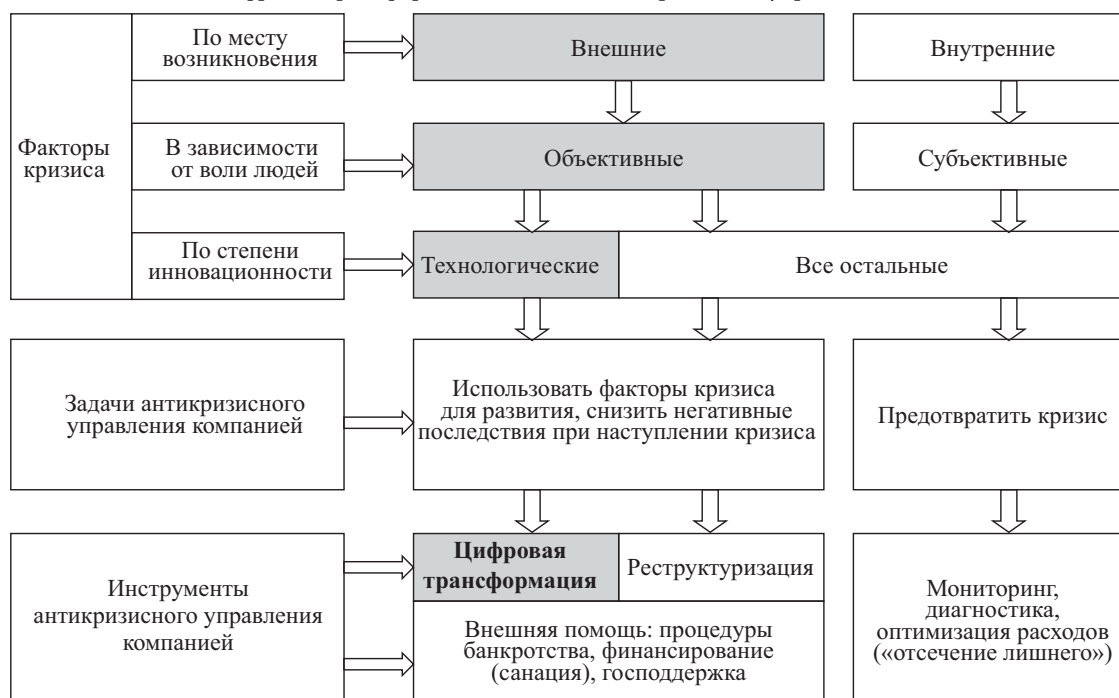 По месту
возникновения
Внешние
Внутренние
Факторы
кризиса
В зависимости
от воли людей
Объективные
Субъективные
По степени
инновационности
Технологические
Все остальные
Задачи антикризисного
управления компанией
Использовать факторы кризиса
для развития, снизить негативные
последствия при наступлении кризиса
Предотвратить кризис
Инструменты
антикризисного управления
компанией
Цифровая
трансформация
Реструктуризация
Внешняя помощь: процедуры
банкротства, финансирование
(санация), господдержка
Мониторинг,
диагностика,
оптимизация расходов
(«отсечение лишнего»)